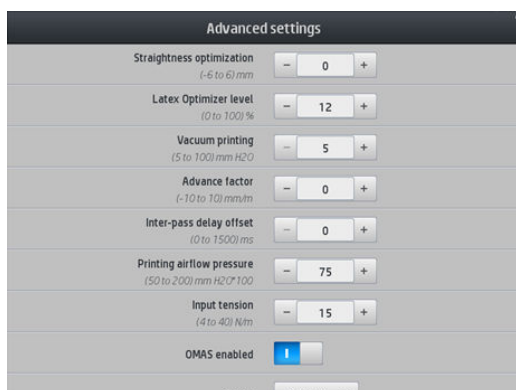 Advanced settings
Straightness optimization
(-6 to 6) mm
- 0 +
Latex Optimizer level
(0 to 100) %
- 12 +
Vacuum printing
(5 to 100) mm H2O
- 5 +
Advance factor
(-10 to 10) mm/m
- 0 +
Inter-pass delay offset
(0 to 1500) ms
- 0 +
Printing airflow pressure
(50 to 200) mm H2O*100
- 75 +
Input tension
(4 to 40) N/m
- 15 +
OMAS enabled